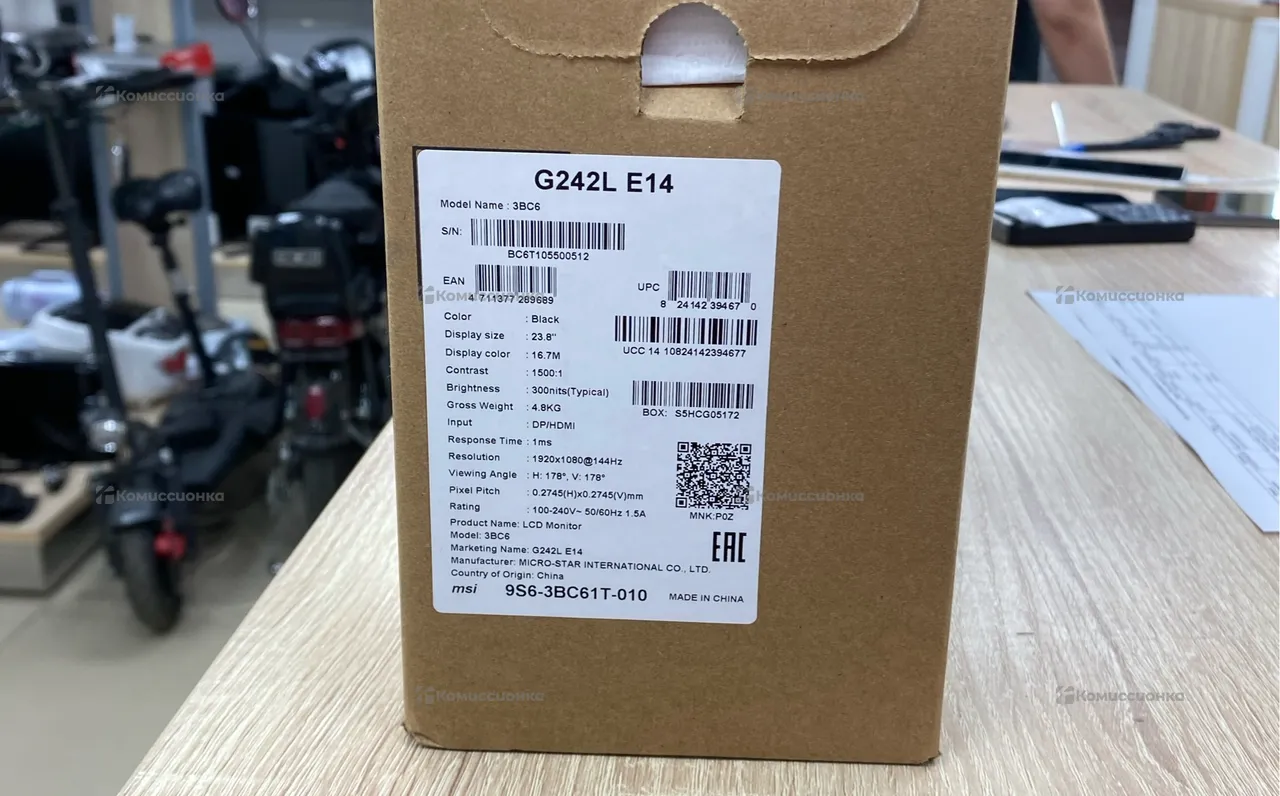 G242L E14
Model Name : 3BC6
S/N:
BC6T105500512
EAN
4 711377 289689
UPC
8 24142 39467 0
Color : Black
Display size : 23.8"
UCC 14 10824142394677
Display color : 16.7M
Contrast : 1500:1
Brightness : 300nits(Typical)
BOX: S5HCG05172
Gross Weight : 4.8KG
Input : DP/HDMI
Response Time : 1ms
Resolution : 1920x1080@144Hz
Viewing Angle : H: 178°, V: 178°
Pixel Pitch : 0.2745(H)x0.2745(V)mm
Rating : 100-240V~ 50/60Hz 1.5A
MNK:P0Z
Product Name: LCD Monitor
Model: 3BC6
Marketing Name: G242L E14
EAC
Manufacturer: MICRO-STAR INTERNATIONAL CO., LTD.
Country of Origin: China
msi 9S6-3BC61T-010 MADE IN CHINA
Комиссионка
Комиссионка
Комиссионка
Комиссионка
Комиссионка
Комиссионка
Комиссионка
Комиссионка